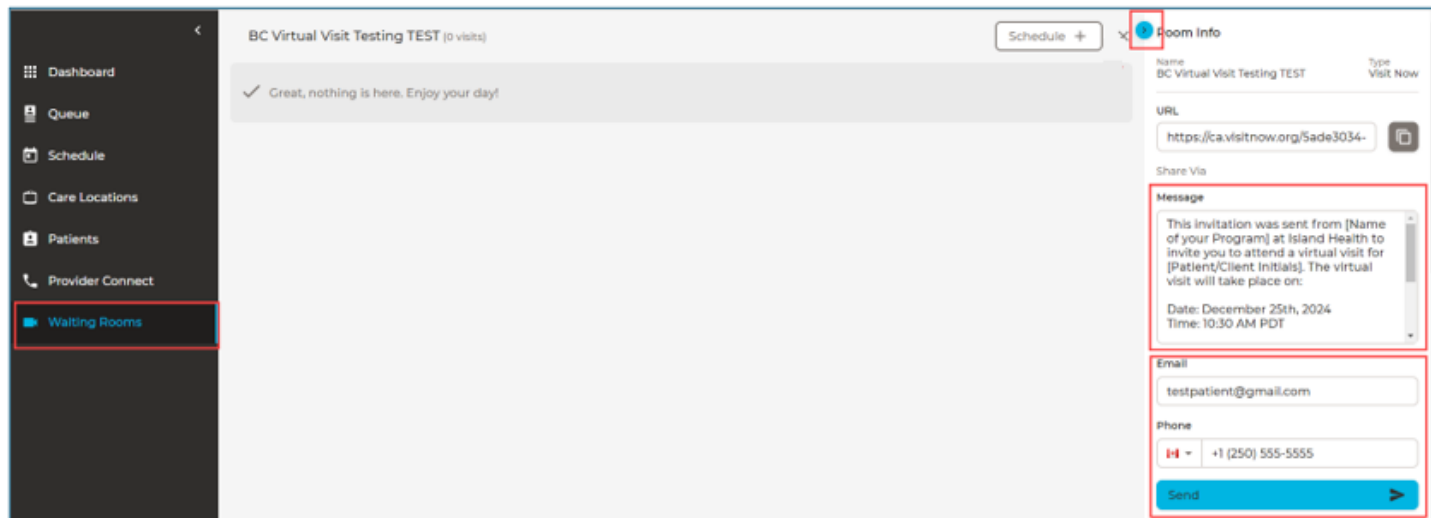 Dashboard
Queue
Schedule
Care Locations
Patients
Provider Connect
Waiting Rooms
BC Virtual Visit Testing TEST (0 visits)
Schedule +
Great, nothing is here. Enjoy your day!
Room Info
Name
Type
BC Virtual Visit Testing TEST
Visit Now
URL
https://ca.visitnow.org/5ade3034-
Share Via
Message
This invitation was sent from [Name
of your Program] at Island Health to
invite you to attend a virtual visit for
[Patient/Client Initials]. The virtual
visit will take place on:
Date: December 25th, 2024
Time: 10:30 AM PDT
Email
testpatient@gmail.com
Phone
+1 (250) 555-5555
Send